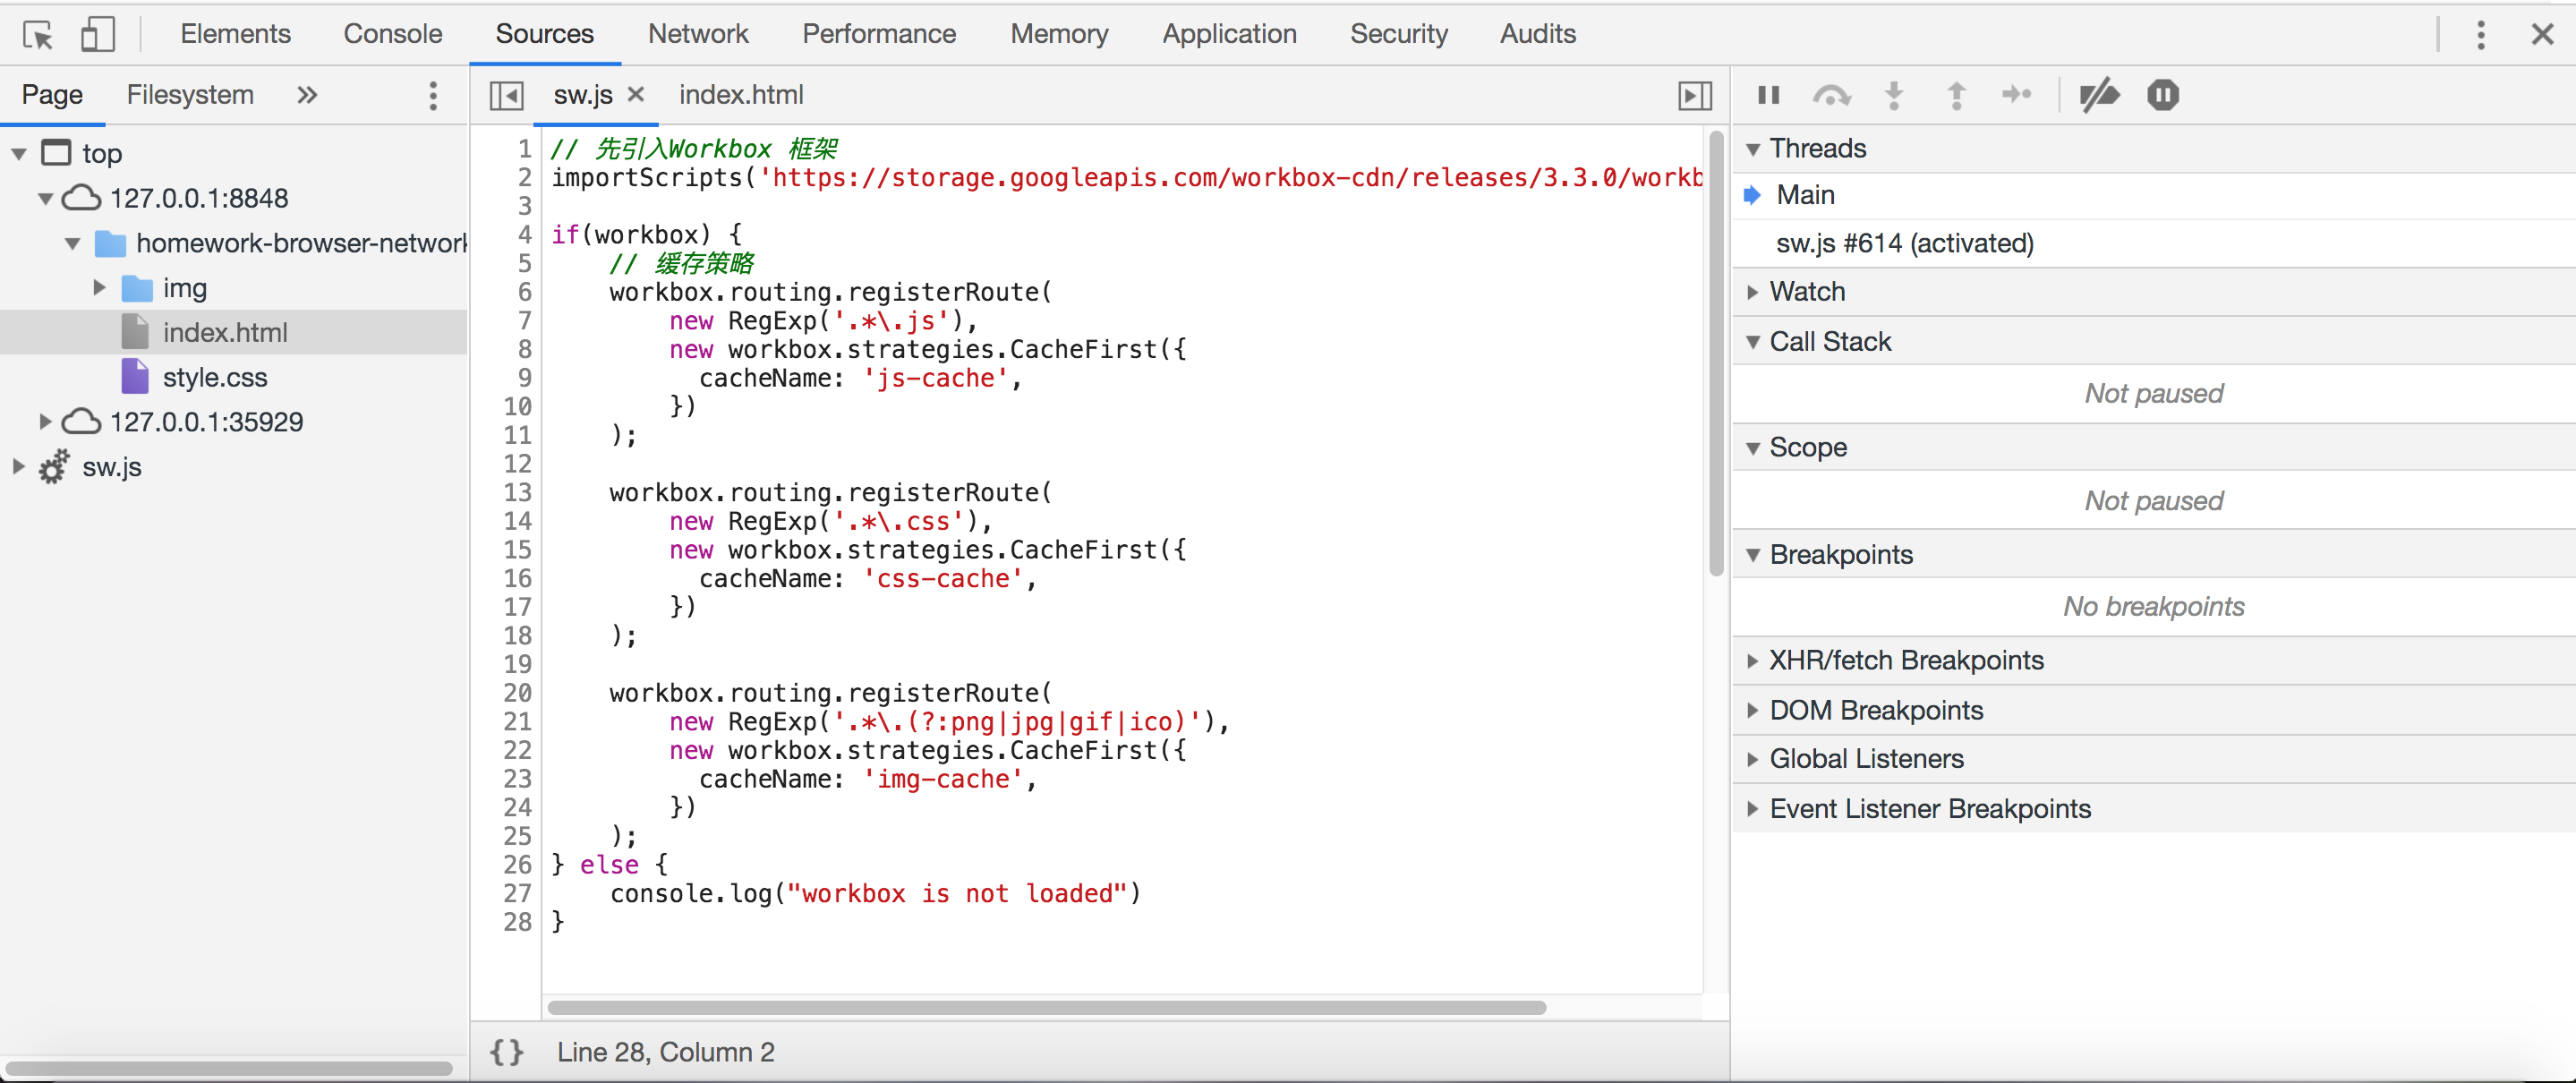 Elements Console Sources Network Performance Memory Application Security Audits
Page Filesystem
top
127.0.0.1:8848
homework-browser-network
img
index.html
style.css
127.0.0.1:35929
sw.js
sw.js index.html
1 // 先引入Workbox 框架
2 importScripts('https://storage.googleapis.com/workbox-cdn/releases/3.3.0/workb
3
4 if(workbox) {
5 // 缓存策略
6 workbox.routing.registerRoute(
7 new RegExp('.*\.js'),
8 new workbox.strategies.CacheFirst({
9 cacheName: 'js-cache',
10 })
11 );
12
13 workbox.routing.registerRoute(
14 new RegExp('.*\.css'),
15 new workbox.strategies.CacheFirst({
16 cacheName: 'css-cache',
17 })
18 );
19
20 workbox.routing.registerRoute(
21 new RegExp('.*\.(?:png|jpg|gif|ico)'),
22 new workbox.strategies.CacheFirst({
23 cacheName: 'img-cache',
24 })
25 );
26 } else {
27 console.log("workbox is not loaded")
28 }
{} Line 28, Column 2
Threads
Main
sw.js #614 (activated)
Watch
Call Stack
Not paused
Scope
Not paused
Breakpoints
No breakpoints
XHR/fetch Breakpoints
DOM Breakpoints
Global Listeners
Event Listener Breakpoints